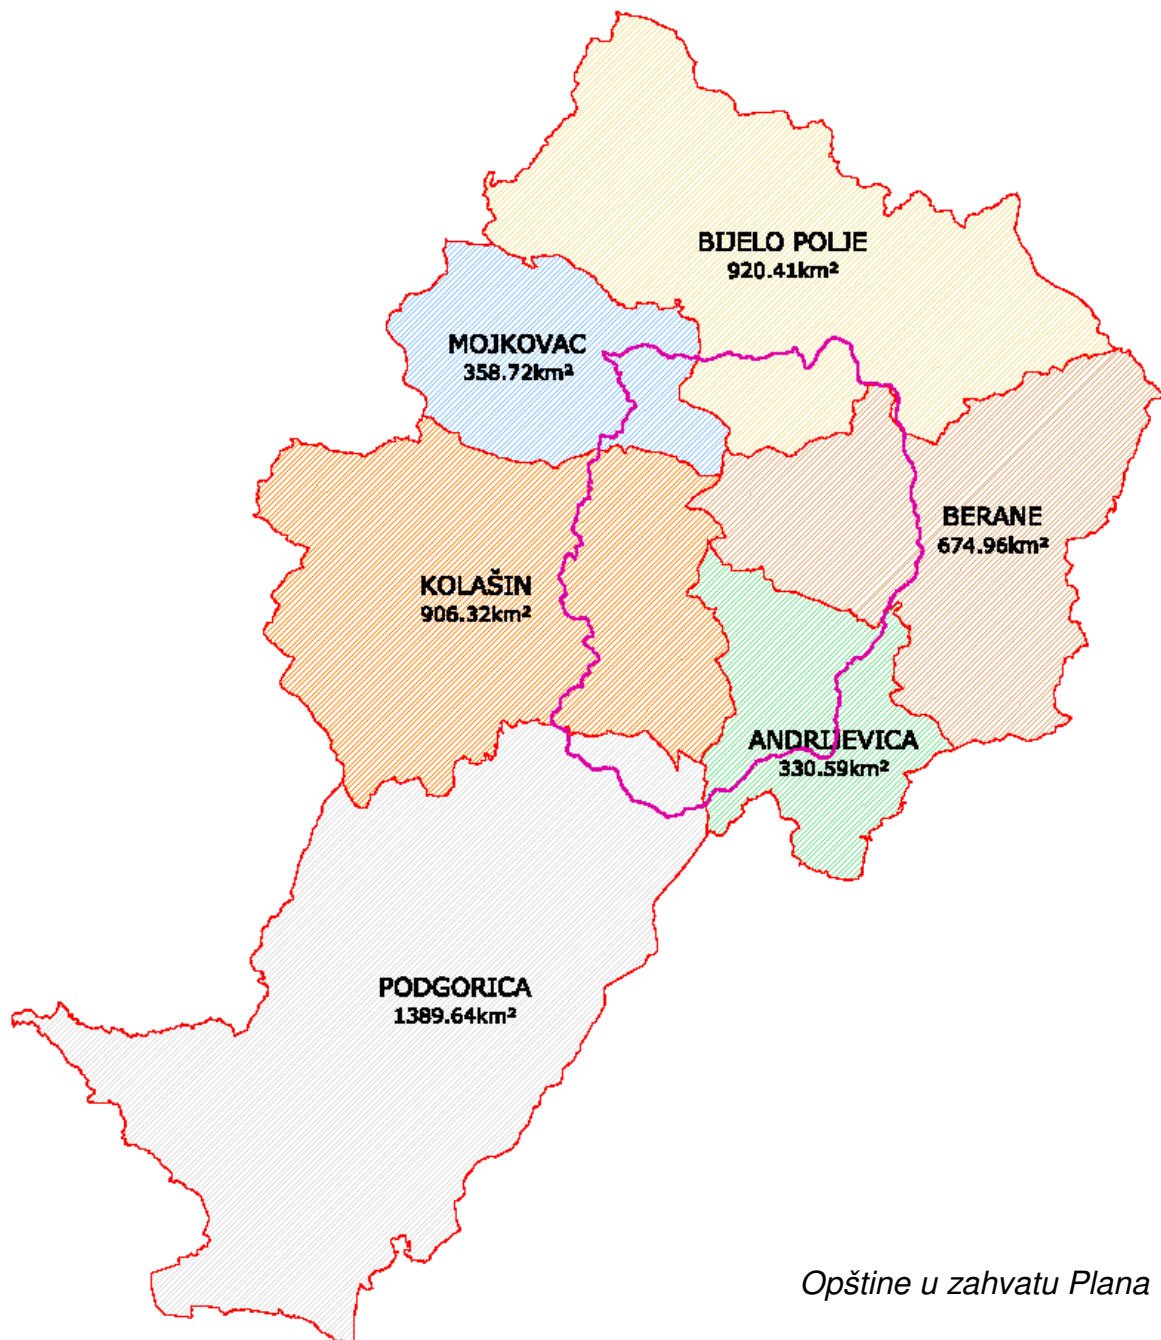 BIJELO POLJE
920.41km²
MOJKOVAC
358.72km²
BERANE
674.96km²
KOLAŠIN
906.32km²
ANDRIJEVICA
330.59km²
PODGORICA
1389.64km²
Opštine u zahvatu Plana